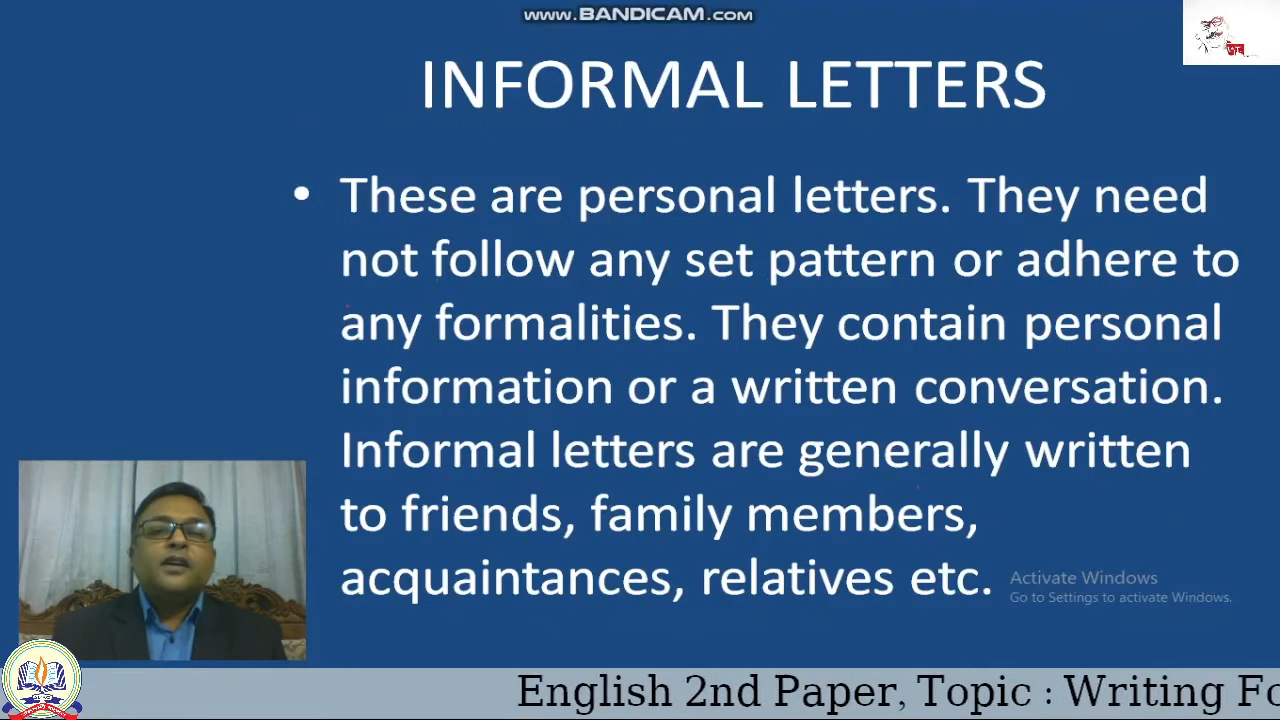 www.BANDICAM.com
INFORMAL LETTERS
• These are personal letters. They need
not follow any set pattern or adhere to
any formalities. They contain personal
information or a written conversation.
Informal letters are generally written
to friends, family members,
acquaintances, relatives etc.
Activate Windows
Go to Settings to activate Windows.
English 2nd Paper, Topic : Writing Fo